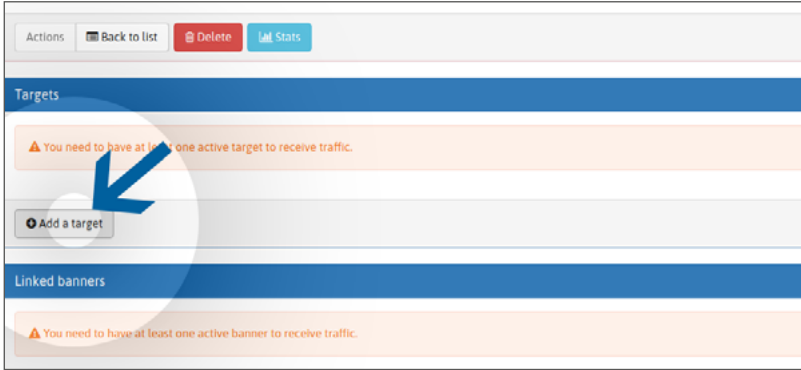 Actions Back to list Delete Stats
Targets
You need to have at least one active target to receive traffic.
Add a target
Linked banners
You need to have at least one active banner to receive traffic.